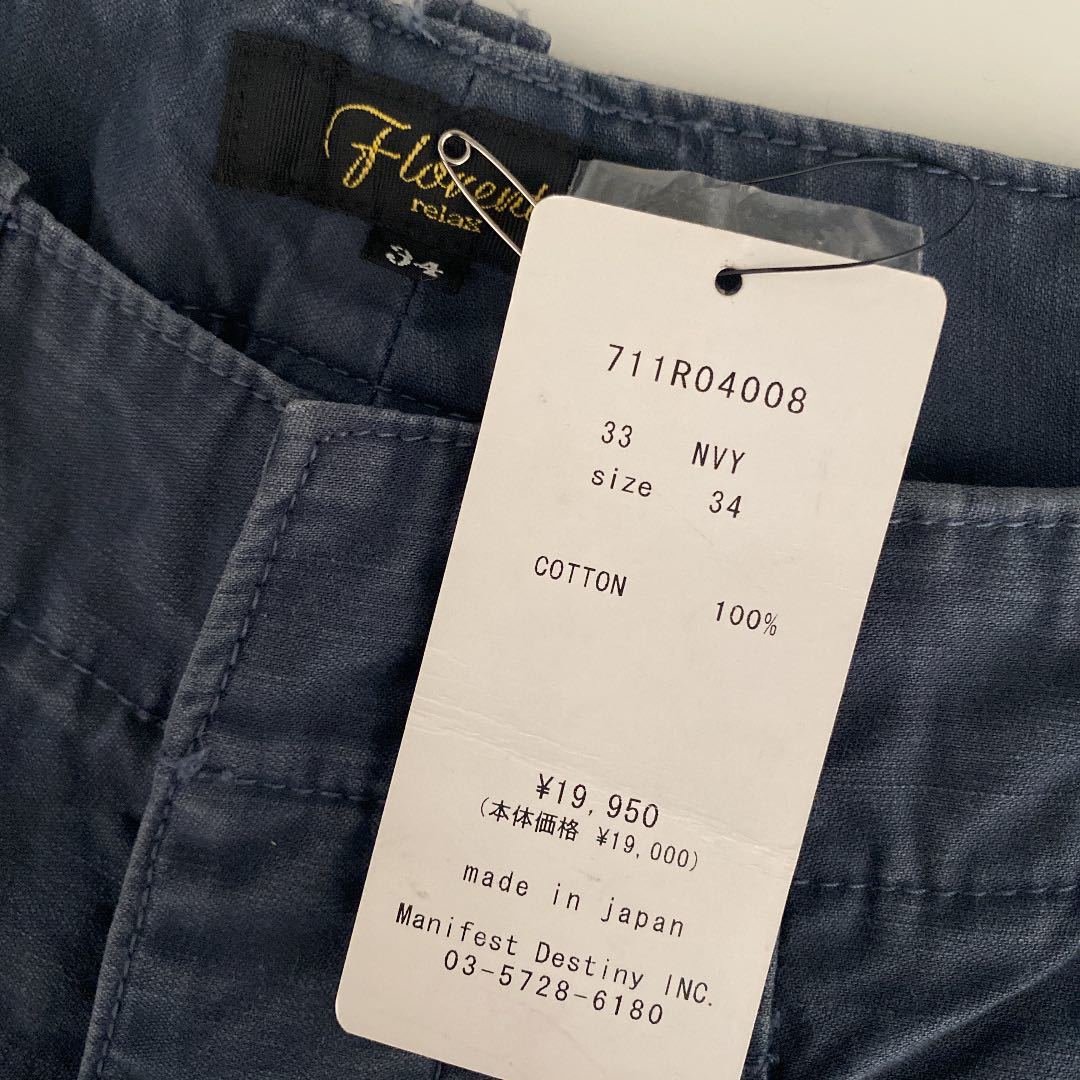 Florent
relax
34
711R04008
33 NVY
size 34
COTTON 100%
¥19,950
(本体価格 ¥19,000)
made in japan
Manifest Destiny INC.
03-5728-6180